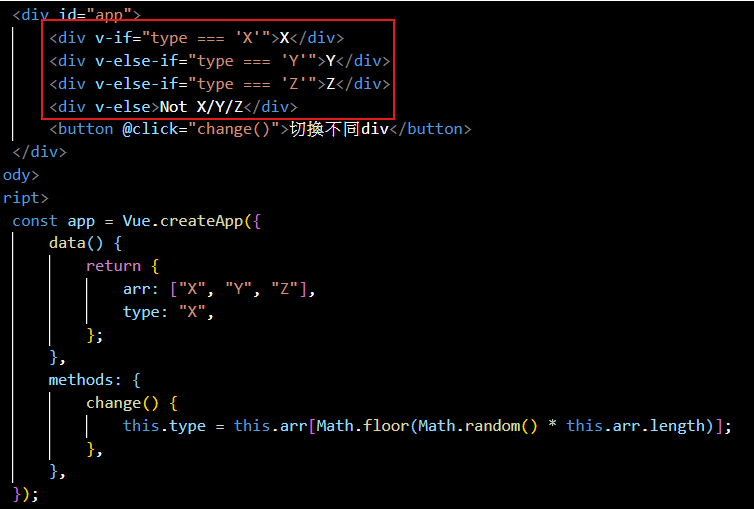 <div id="app">
<div v-if="type === 'X'">X</div>
<div v-else-if="type === 'Y'">Y</div>
<div v-else-if="type === 'Z'">Z</div>
<div v-else>Not X/Y/Z</div>
<button @click="change()">切換不同div</button>
</div>
ody>
ript>
const app = Vue.createApp({
data() {
return {
arr: ["X", "Y", "Z"],
type: "X",
};
},
methods: {
change() {
this.type = this.arr[Math.floor(Math.random() * this.arr.length)];
},
},
});